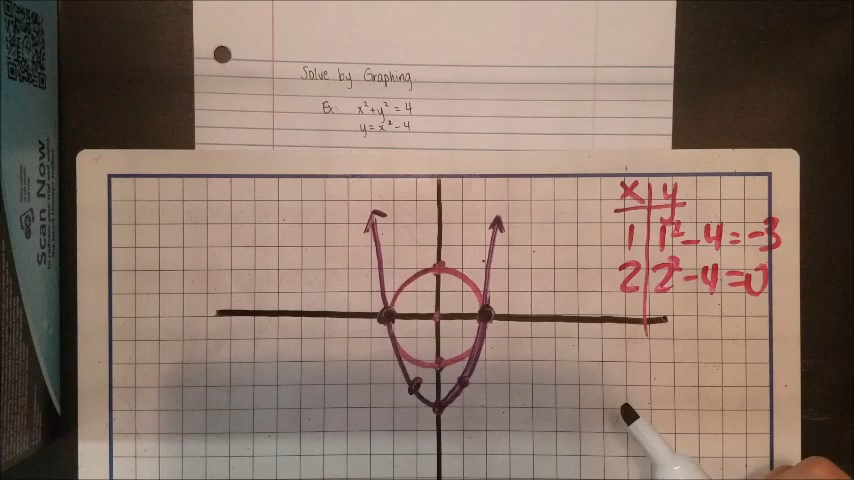 Solve by Graphing
Ex: x² + y² = 4
y = x² - 4
x | y
1 | 1² - 4 = -3
2 | 2² - 4 = 0
Scan Now